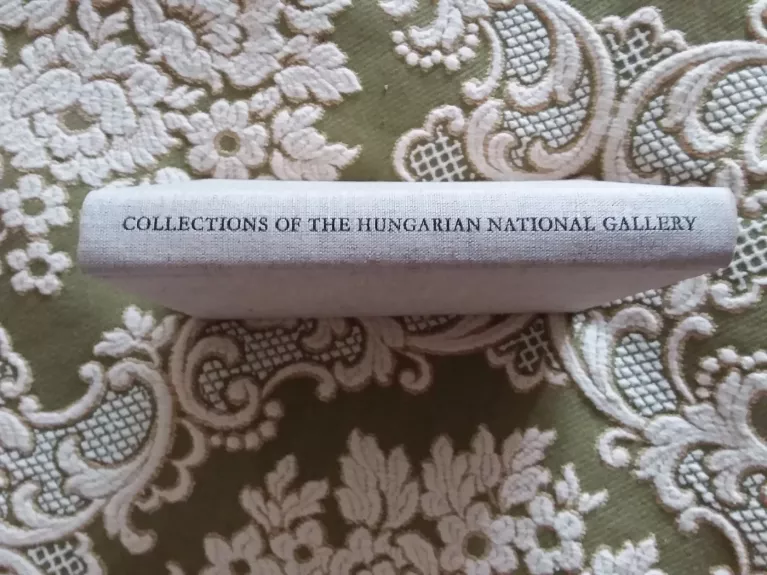 COLLECTIONS OF THE HUNGARIAN NATIONAL GALLERY